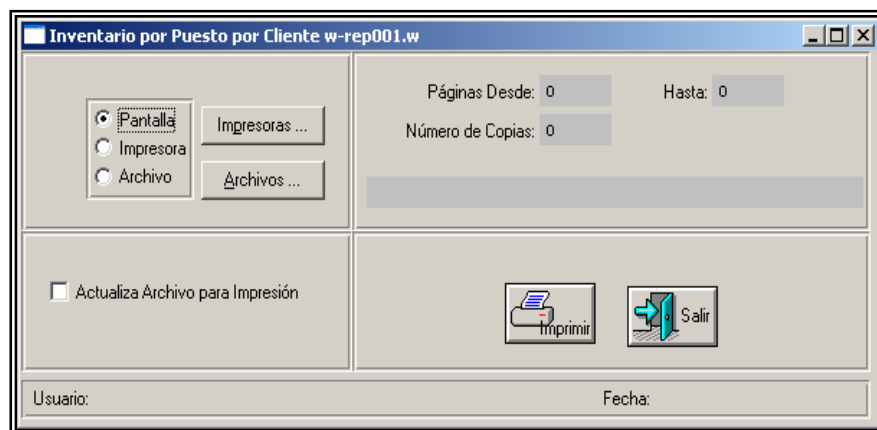 Inventario por Puesto por Cliente w-rep001.w
Pantalla
Impresora
Archivo
Impresoras ...
Archivos ...
Páginas Desde: 0 Hasta: 0
Número de Copias: 0
Actualiza Archivo para Impresión
Imprimir
Salir
Usuario: Fecha: